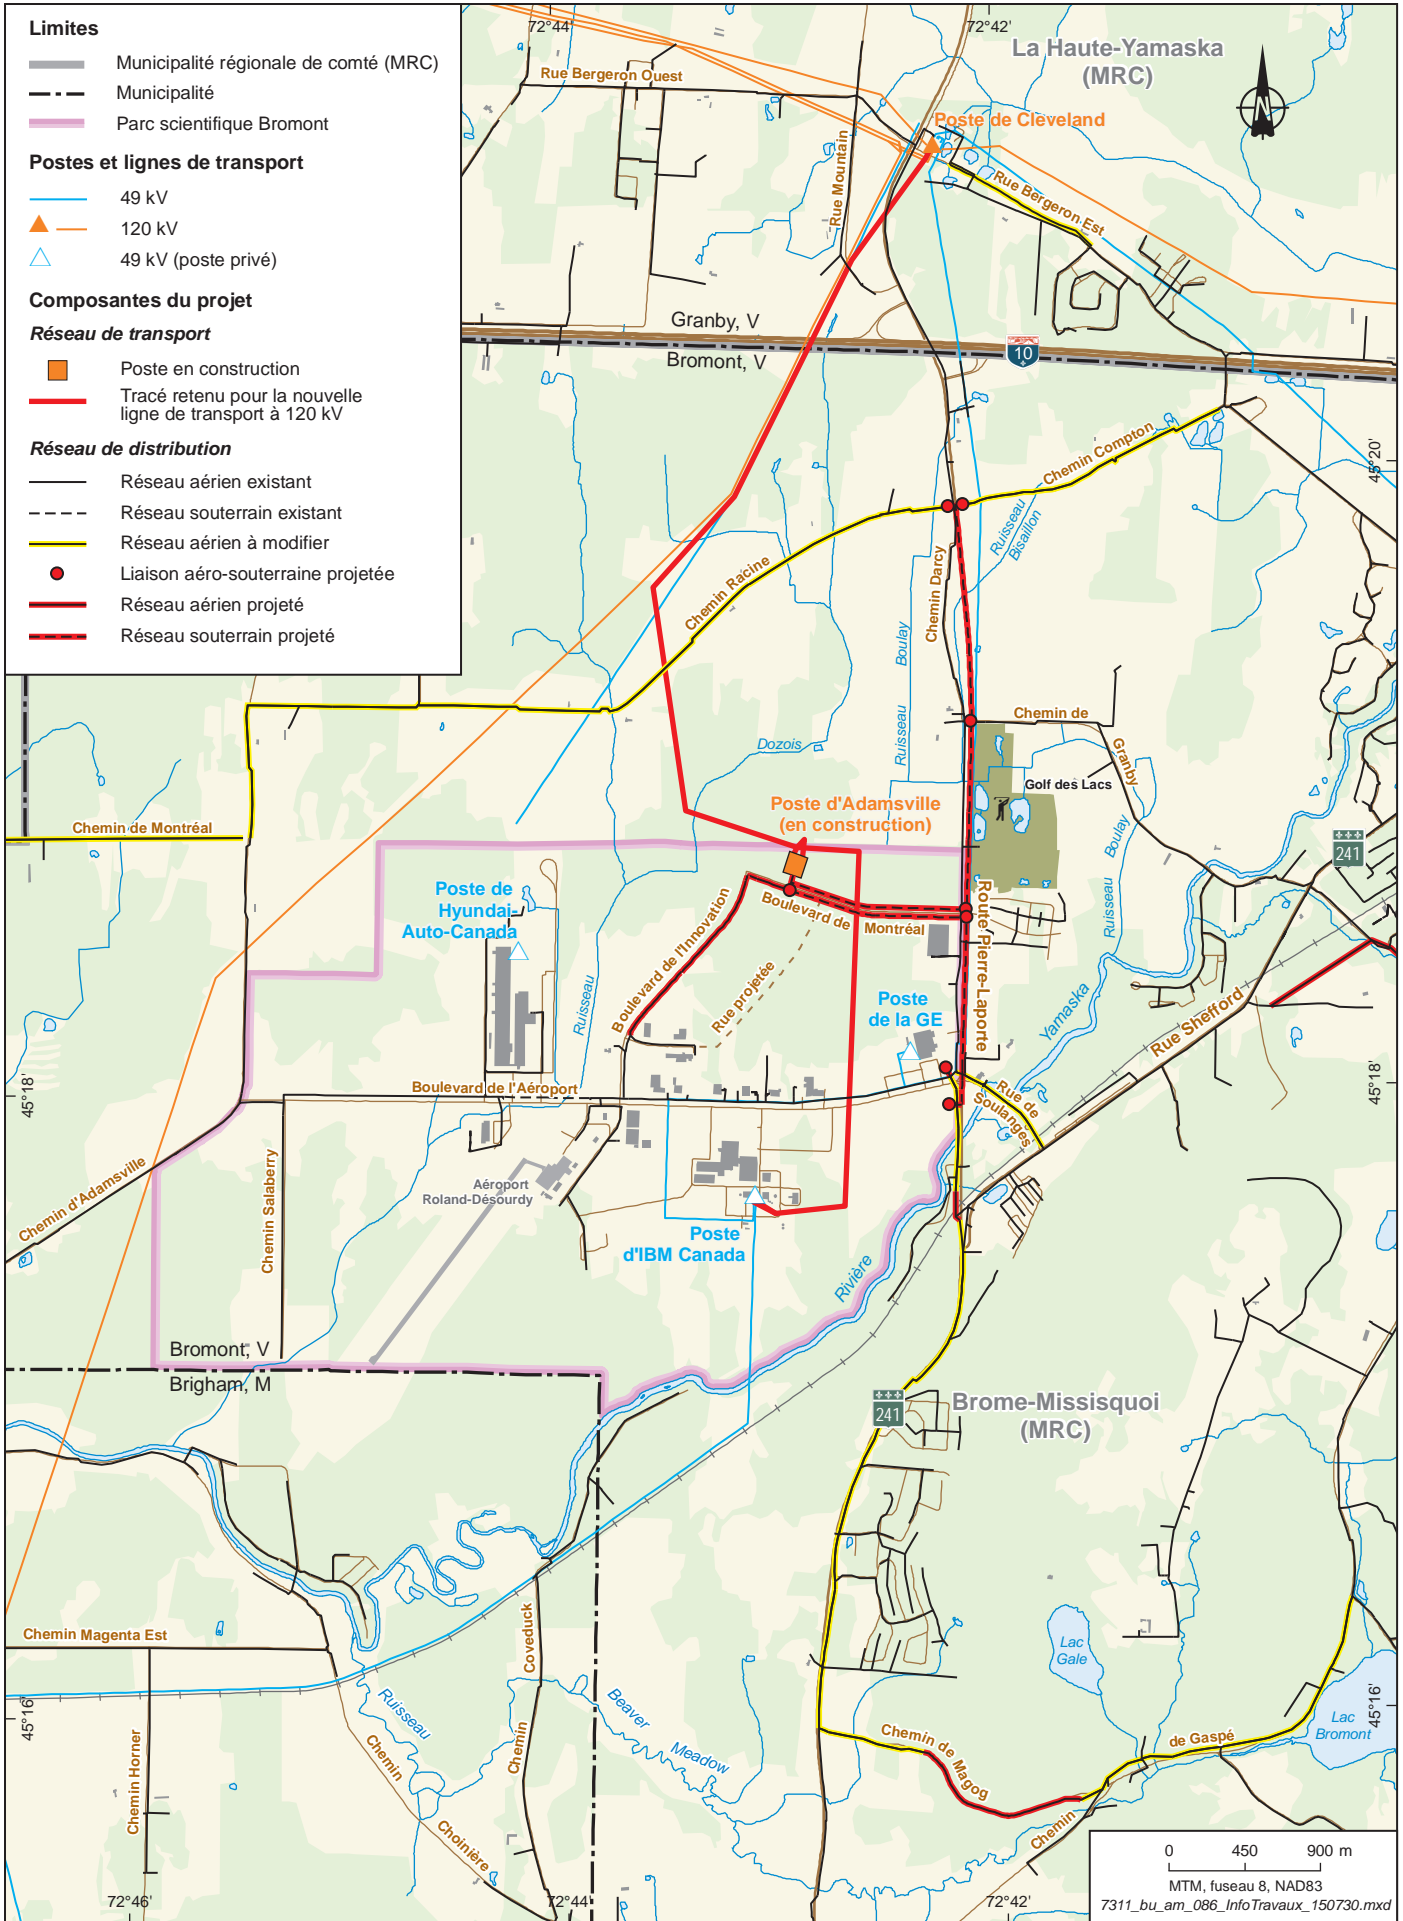 Limites
Municipalité régionale de comté (MRC)
Municipalité
Parc scientifique Bromont
Postes et lignes de transport
49 kV
120 kV
49 kV (poste privé)
Composantes du projet
Réseau de transport
Poste en construction
Tracé retenu pour la nouvelle
ligne de transport à 120 kV
Réseau de distribution
Réseau aérien existant
Réseau souterrain existant
Réseau aérien à modifier
Liaison aéro-souterraine projetée
Réseau aérien projeté
Réseau souterrain projeté
72°44'
72°42'
La Haute-Yamaska
(MRC)
Rue Bergeron Ouest
Poste de Cleveland
Rue Mountain
Rue Bergeron Est
N
Granby, V
Bromont, V
10
45°20'
Chemin Compton
Ruisseau
Bisaillon
Chemin Racine
Chemin Darcy
Boulay
Ruisseau
Chemin de
Granby
Dozois
Golf des Lacs
Poste d'Adamsville
(en construction)
Chemin de Montréal
Boulay
Ruisseau
241
Poste de
Hyundai-
Auto-Canada
Boulevard de l'Innovation
Boulevard de
Montréal
Route Pierre-Laporte
Rue projetée
Ruisseau
Poste
de la GE
Yamaska
Rue Shefford
45°18'
45°18'
Boulevard de l'Aéroport
Rue de
Soulanges
Chemin d'Adamsville
Chemin Salaberry
Aéroport
Roland-Désourdy
Poste
d'IBM Canada
Rivière
Bromont, V
Brigham, M
241
Brome-Missisquoi
(MRC)
Chemin Magenta Est
Coveduck
Chemin
Lac
Gale
45°16'
45°16'
Ruisseau
Beaver
Meadow
Chemin
Choinière
Chemin Horner
Chemin de Magog
de Gaspé
Chemin
Lac
Bromont
72°46'
72°44'
72°42'
0 450 900 m
MTM, fuseau 8, NAD83
7311_bu_am_086_InfoTravaux_150730.mxd